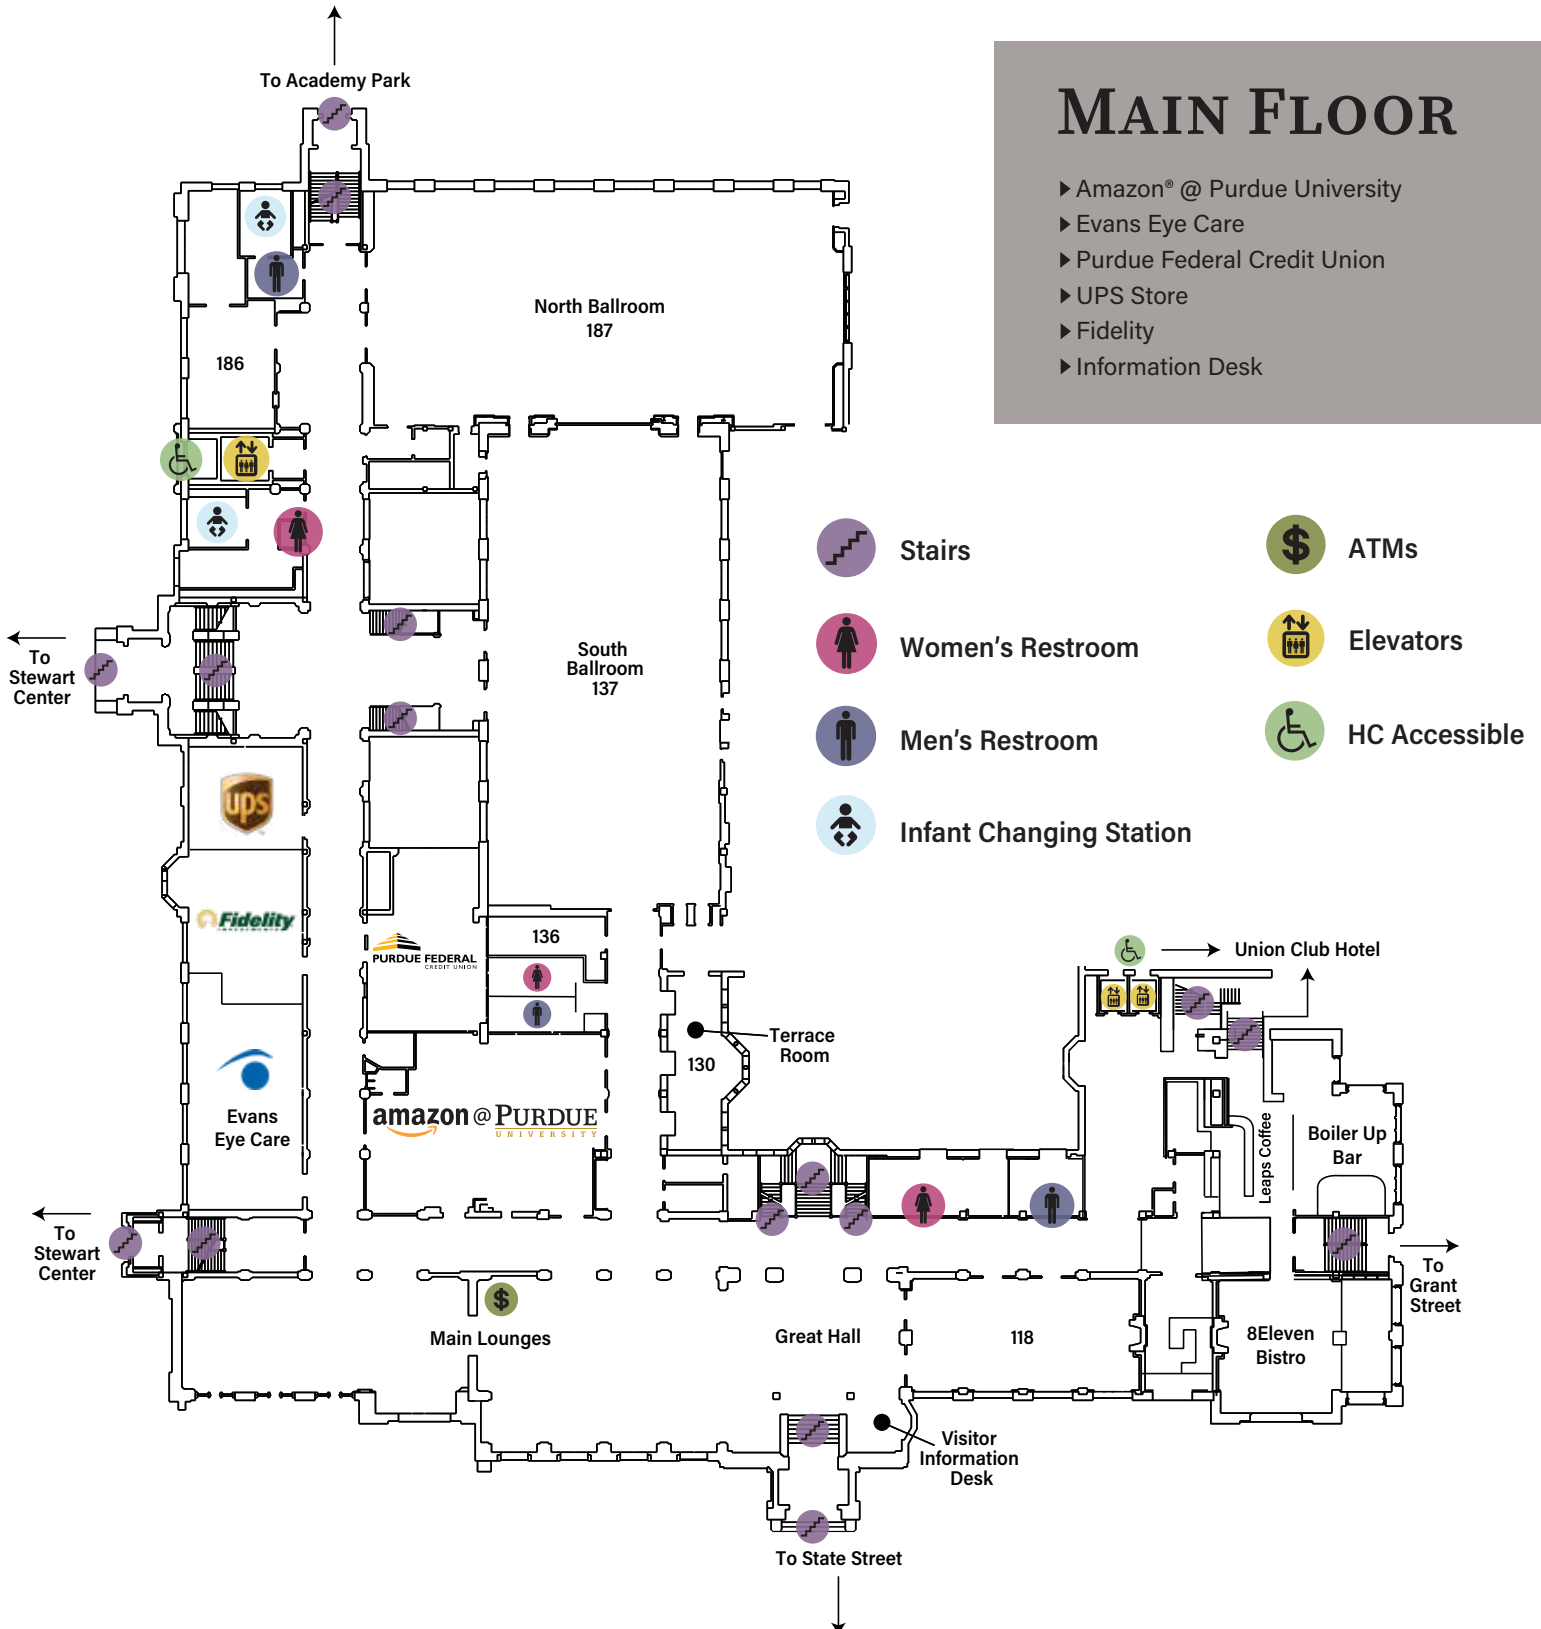 To Academy Park
MAIN FLOOR
Amazon® @ Purdue University
Evans Eye Care
Purdue Federal Credit Union
UPS Store
Fidelity
Information Desk
North Ballroom
187
186
Stairs
ATMs
Women's Restroom
Elevators
Men's Restroom
HC Accessible
Infant Changing Station
To
Stewart
Center
South
Ballroom
137
ups
Fidelity
INVESTMENTS
PURDUE FEDERAL
CREDIT UNION
136
Union Club Hotel
Terrace
Room
130
Evans
Eye Care
amazon @ PURDUE
UNIVERSITY
Leaps Coffee
Boiler Up
Bar
To
Stewart
Center
To
Grant
Street
$
Main Lounges
Great Hall
118
8Eleven
Bistro
Visitor
Information
Desk
To State Street